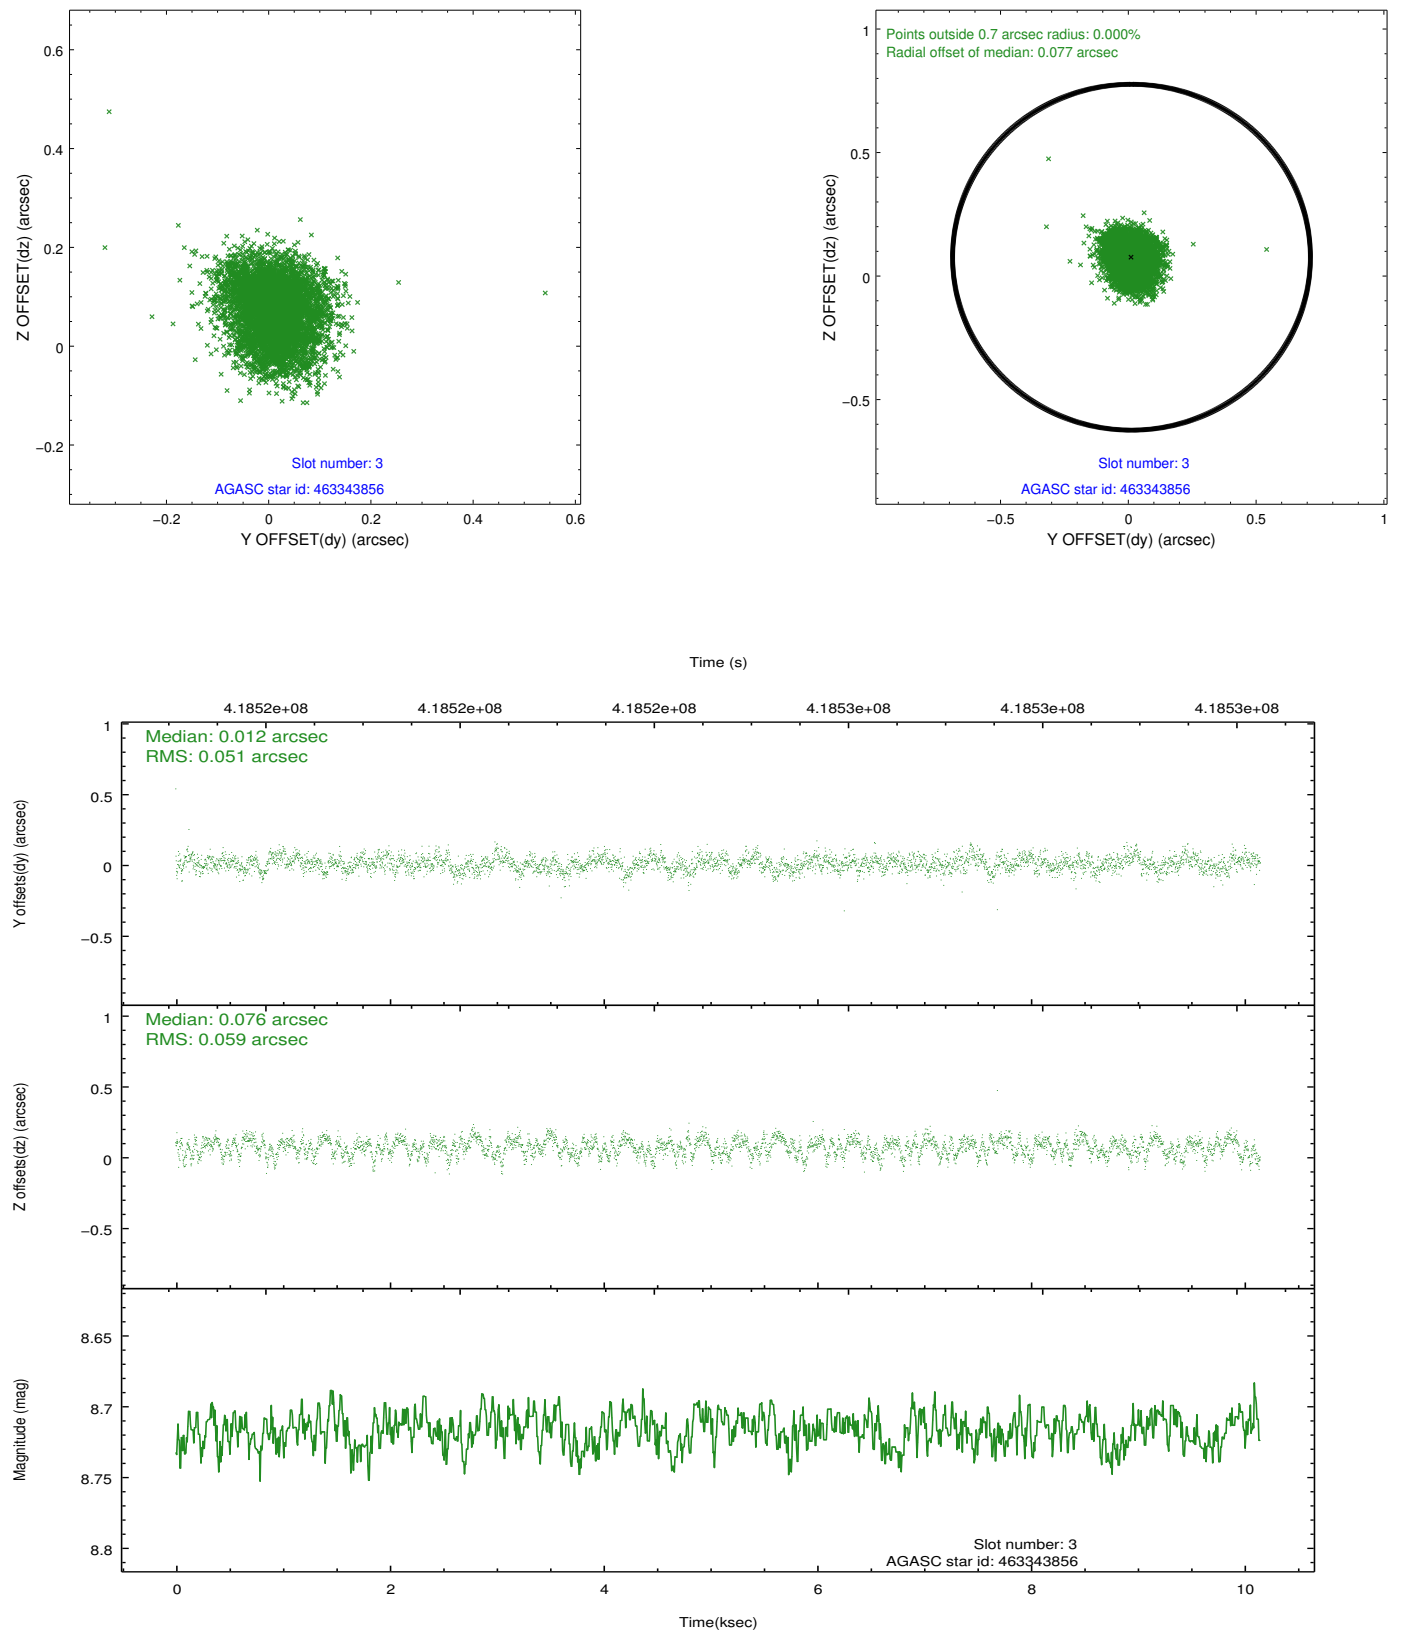 0.6
0.4
0.2
0
−0.2
Z OFFSET(dz) (arcsec)
Slot number: 3
AGASC star id: 463343856
−0.2 0 0.2 0.4 0.6
Y OFFSET(dy) (arcsec)
Points outside 0.7 arcsec radius: 0.000%
Radial offset of median: 0.077 arcsec
1
0.5
0
−0.5
Z OFFSET(dz) (arcsec)
Slot number: 3
AGASC star id: 463343856
−0.5 0 0.5 1
Y OFFSET(dy) (arcsec)
Time (s)
4.1852e+08 4.1852e+08 4.1852e+08 4.1853e+08 4.1853e+08 4.1853e+08
Median: 0.012 arcsec
RMS: 0.051 arcsec
1
0.5
0
−0.5
Y offsets(dy) (arcsec)
Median: 0.076 arcsec
RMS: 0.059 arcsec
1
0.5
0
−0.5
Z offsets(dz) (arcsec)
8.65
8.7
8.75
8.8
Magnitude (mag)
Slot number: 3
AGASC star id: 463343856
0 2 4 6 8 10
Time(ksec)